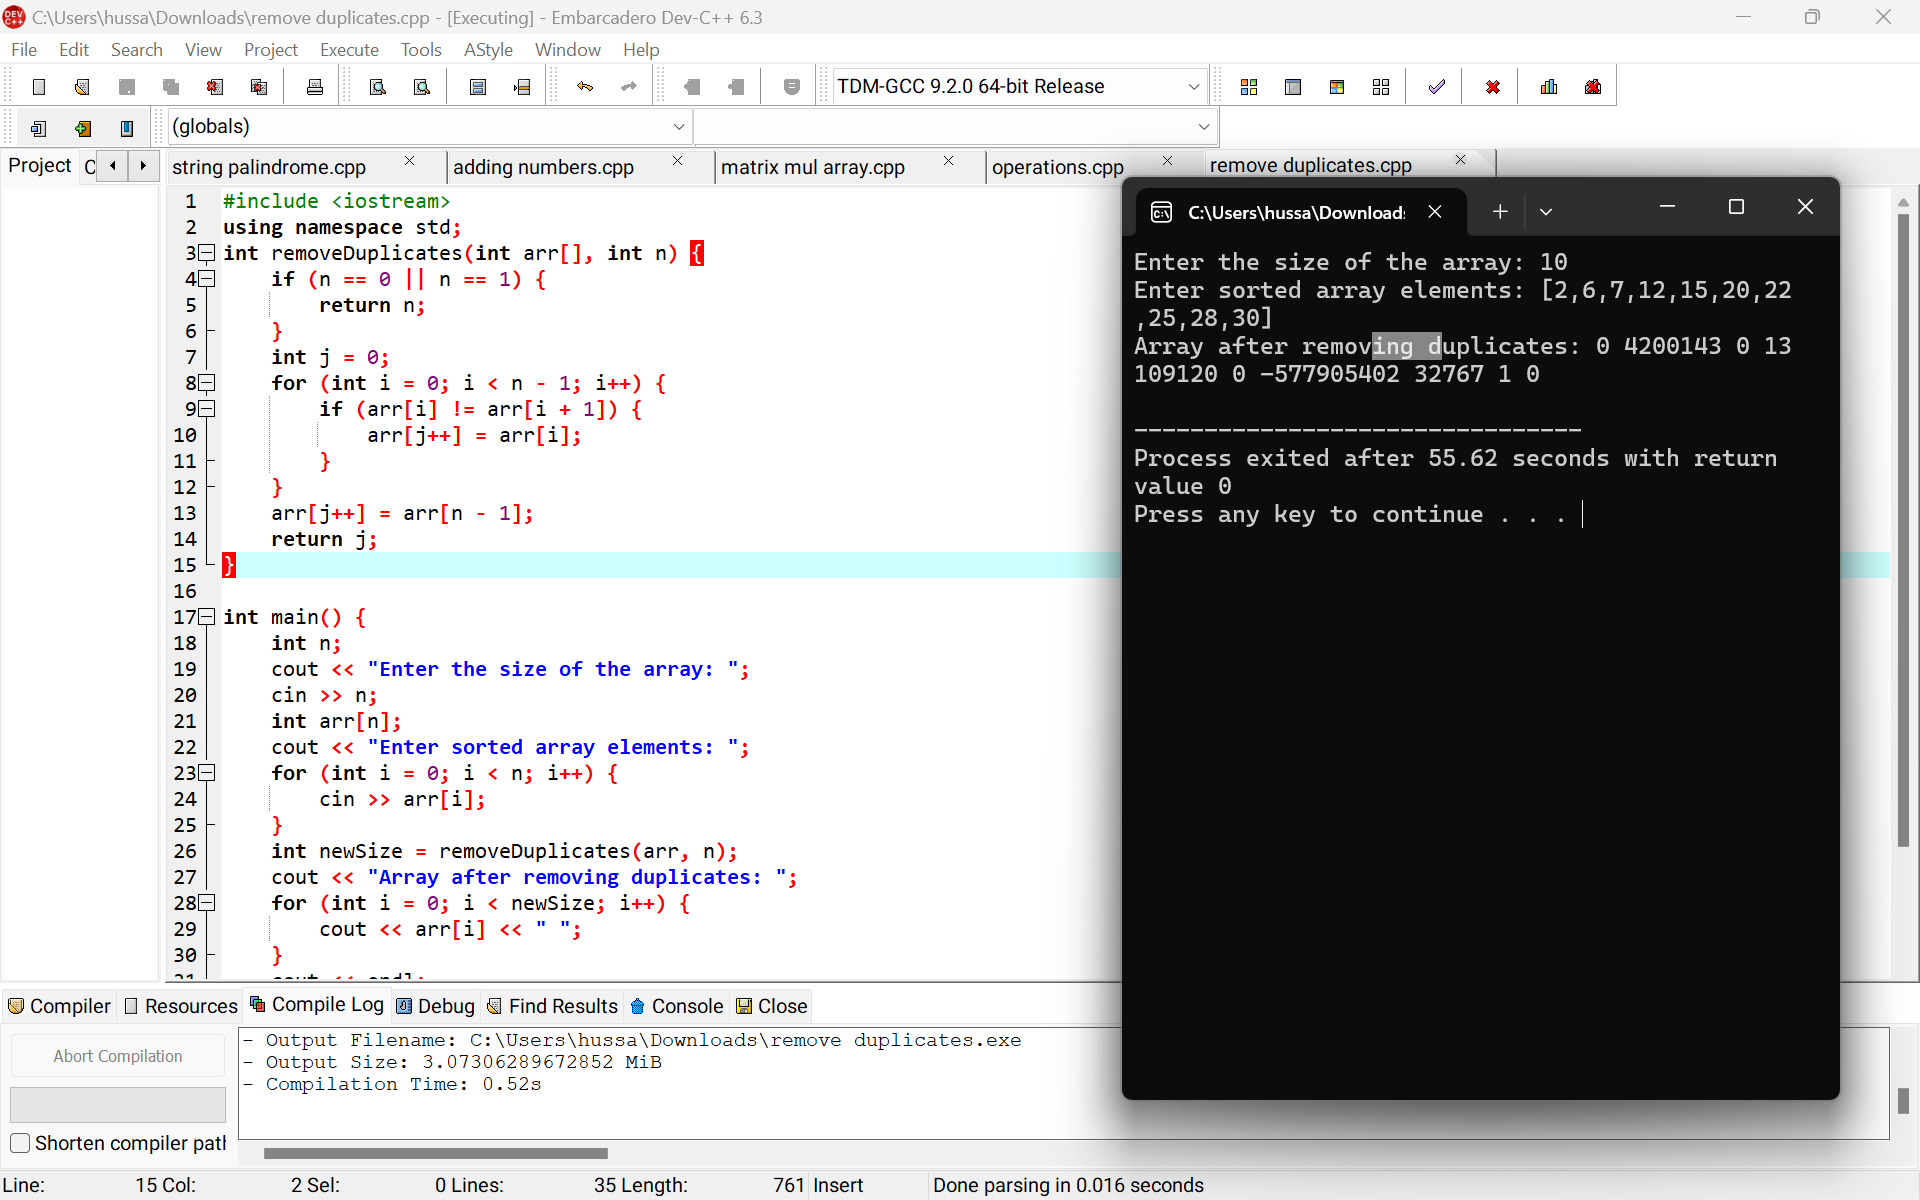 C:\Users\hussa\Downloads\remove duplicates.cpp - [Executing] - Embarcadero Dev-C++ 6.3
File Edit Search View Project Execute Tools AStyle Window Help
TDM-GCC 9.2.0 64-bit Release
(globals)
Project C
string palindrome.cpp adding numbers.cpp matrix mul array.cpp operations.cpp remove duplicates.cpp
1 #include <iostream>
2 using namespace std;
3 int removeDuplicates(int arr[], int n) {
4 if (n == 0 || n == 1) {
5 return n;
6 }
7 int j = 0;
8 for (int i = 0; i < n - 1; i++) {
9 if (arr[i] != arr[i + 1]) {
10 arr[j++] = arr[i];
11 }
12 }
13 arr[j++] = arr[n - 1];
14 return j;
15 }
16
17 int main() {
18 int n;
19 cout << "Enter the size of the array: ";
20 cin >> n;
21 int arr[n];
22 cout << "Enter sorted array elements: ";
23 for (int i = 0; i < n; i++) {
24 cin >> arr[i];
25 }
26 int newSize = removeDuplicates(arr, n);
27 cout << "Array after removing duplicates: ";
28 for (int i = 0; i < newSize; i++) {
29 cout << arr[i] << " ";
30 }
31 cout << endl;
C:\Users\hussa\Download
Enter the size of the array: 10
Enter sorted array elements: [2,6,7,12,15,20,22
,25,28,30]
Array after removing duplicates: 0 4200143 0 13
109120 0 -577905402 32767 1 0
--------------------------------
Process exited after 55.62 seconds with return
value 0
Press any key to continue . . .
Compiler Resources Compile Log Debug Find Results Console Close
Abort Compilation
Shorten compiler path
- Output Filename: C:\Users\hussa\Downloads\remove duplicates.exe
- Output Size: 3.07306289672852 MiB
- Compilation Time: 0.52s
Line: 15 Col: 2 Sel: 0 Lines: 35 Length: 761 Insert Done parsing in 0.016 seconds